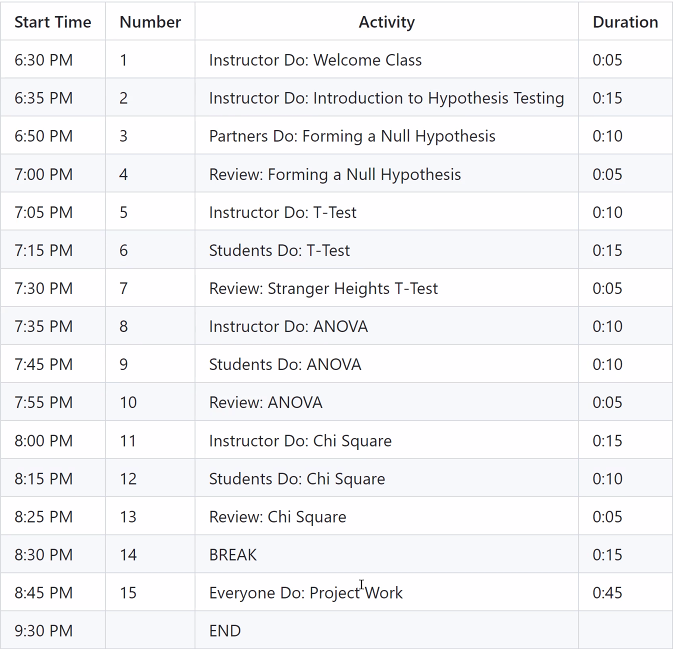 Start Time Number Activity Duration
6:30 PM 1 Instructor Do: Welcome Class 0:05
6:35 PM 2 Instructor Do: Introduction to Hypothesis Testing 0:15
6:50 PM 3 Partners Do: Forming a Null Hypothesis 0:10
7:00 PM 4 Review: Forming a Null Hypothesis 0:05
7:05 PM 5 Instructor Do: T-Test 0:10
7:15 PM 6 Students Do: T-Test 0:15
7:30 PM 7 Review: Stranger Heights T-Test 0:05
7:35 PM 8 Instructor Do: ANOVA 0:10
7:45 PM 9 Students Do: ANOVA 0:10
7:55 PM 10 Review: ANOVA 0:05
8:00 PM 11 Instructor Do: Chi Square 0:15
8:15 PM 12 Students Do: Chi Square 0:10
8:25 PM 13 Review: Chi Square 0:05
8:30 PM 14 BREAK 0:15
8:45 PM 15 Everyone Do: Project Work 0:45
9:30 PM END